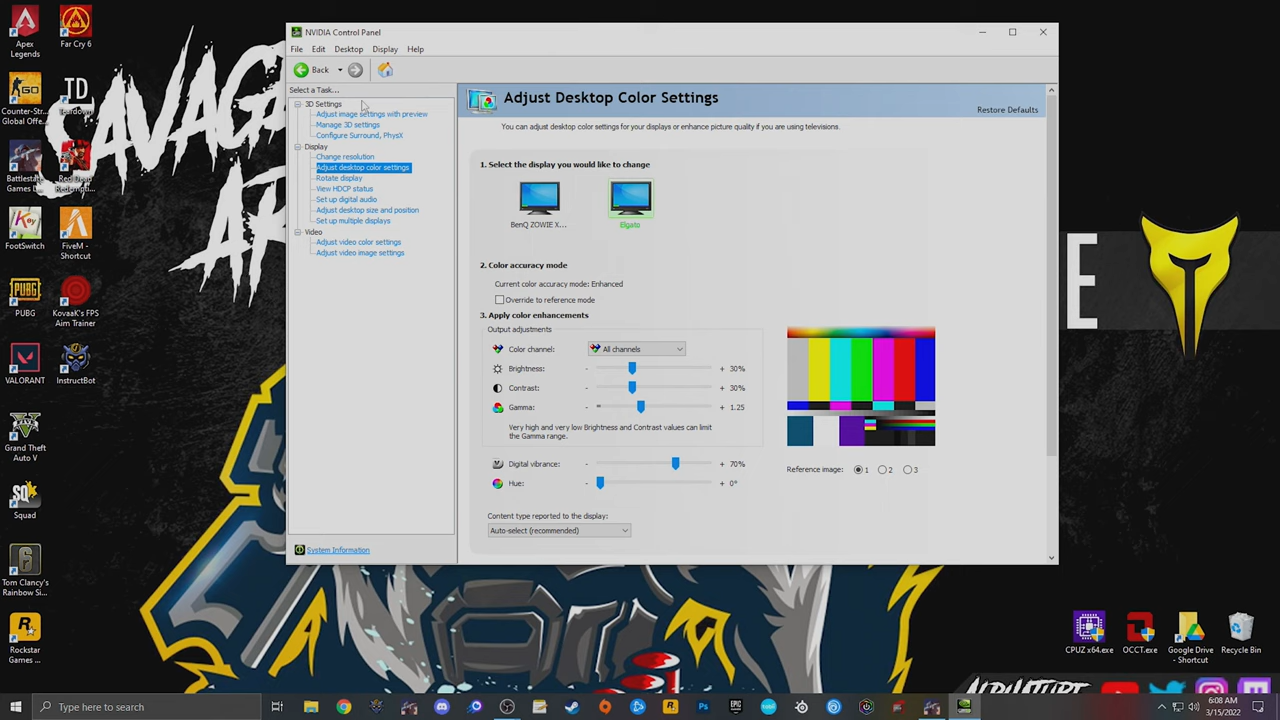 Apex
Legends
Far Cry 6
Counter-Str...
Global Offe...
Teardown
Battlestate
Games L...
Red Dead
Redemptio...
FootSwitch
FiveM -
Shortcut
PUBG
KovaaK's FPS
Aim Trainer
VALORANT
InstructBot
Grand Theft
Auto V
Squad
Tom Clancy's
Rainbow Si...
Rockstar
Games ...
NVIDIA Control Panel
File Edit Desktop Display Help
Back
Select a Task...
3D Settings
Adjust image settings with preview
Manage 3D settings
Configure Surround, PhysX
Display
Change resolution
Adjust desktop color settings
Rotate display
View HDCP status
Set up digital audio
Adjust desktop size and position
Set up multiple displays
Video
Adjust video color settings
Adjust video image settings
System Information
Adjust Desktop Color Settings
Restore Defaults
You can adjust desktop color settings for your displays or enhance picture quality if you are using televisions.
1. Select the display you would like to change
BenQ ZOWIE X... Elgato
2. Color accuracy mode
Current color accuracy mode: Enhanced
Override to reference mode
3. Apply color enhancements
Output adjustments
Color channel: All channels
Brightness: - + 30%
Contrast: - + 30%
Gamma: - + 1.25
Very high and very low Brightness and Contrast values can limit
the Gamma range.
Digital vibrance: - + 70%
Hue: - + 0°
Reference image: 1 2 3
Content type reported to the display:
Auto-select (recommended)
CPUZ x64.exe
OCCT.exe
Google Drive
- Shortcut
Recycle Bin
Type here to search
6:08 AM
3/15/2022